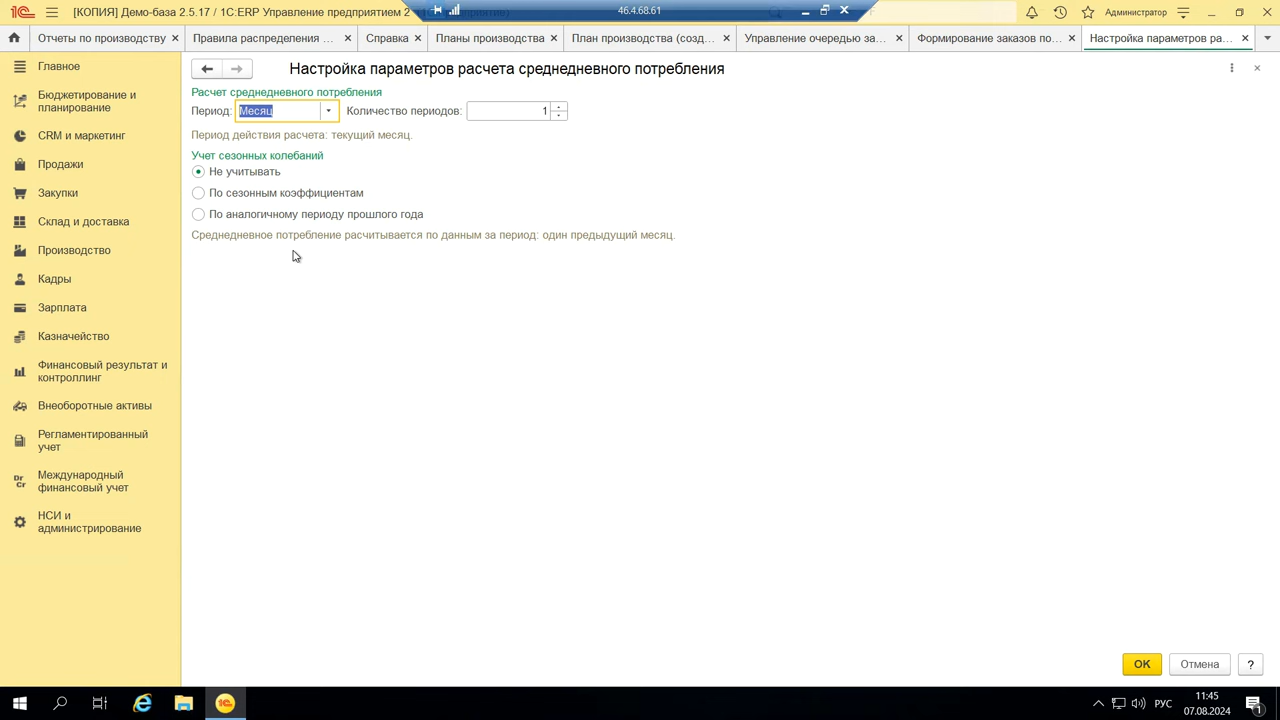 [КОПИЯ] Демо-база 2.5.17 / 1С:ERP Управление предприятием 2
46.4.68.61
Администратор
Отчеты по производству
Правила распределения ...
Справка
Планы производства
План производства (созд...
Управление очередью за...
Формирование заказов по...
Настройка параметров ра...
Главное
Бюджетирование и
планирование
CRM и маркетинг
Продажи
Закупки
Склад и доставка
Производство
Кадры
Зарплата
Казначейство
Финансовый результат и
контроллинг
Внеоборотные активы
Регламентированный
учет
Международный
финансовый учет
НСИ и
администрирование
Настройка параметров расчета среднедневного потребления
Расчет среднедневного потребления
Период: Месяц Количество периодов: 1
Период действия расчета: текущий месяц.
Учет сезонных колебаний
Не учитывать
По сезонным коэффициентам
По аналогичному периоду прошлого года
Среднедневное потребление расчитывается по данным за период: один предыдущий месяц.
ОК
Отмена
?
РУС
11:45
07.08.2024
1